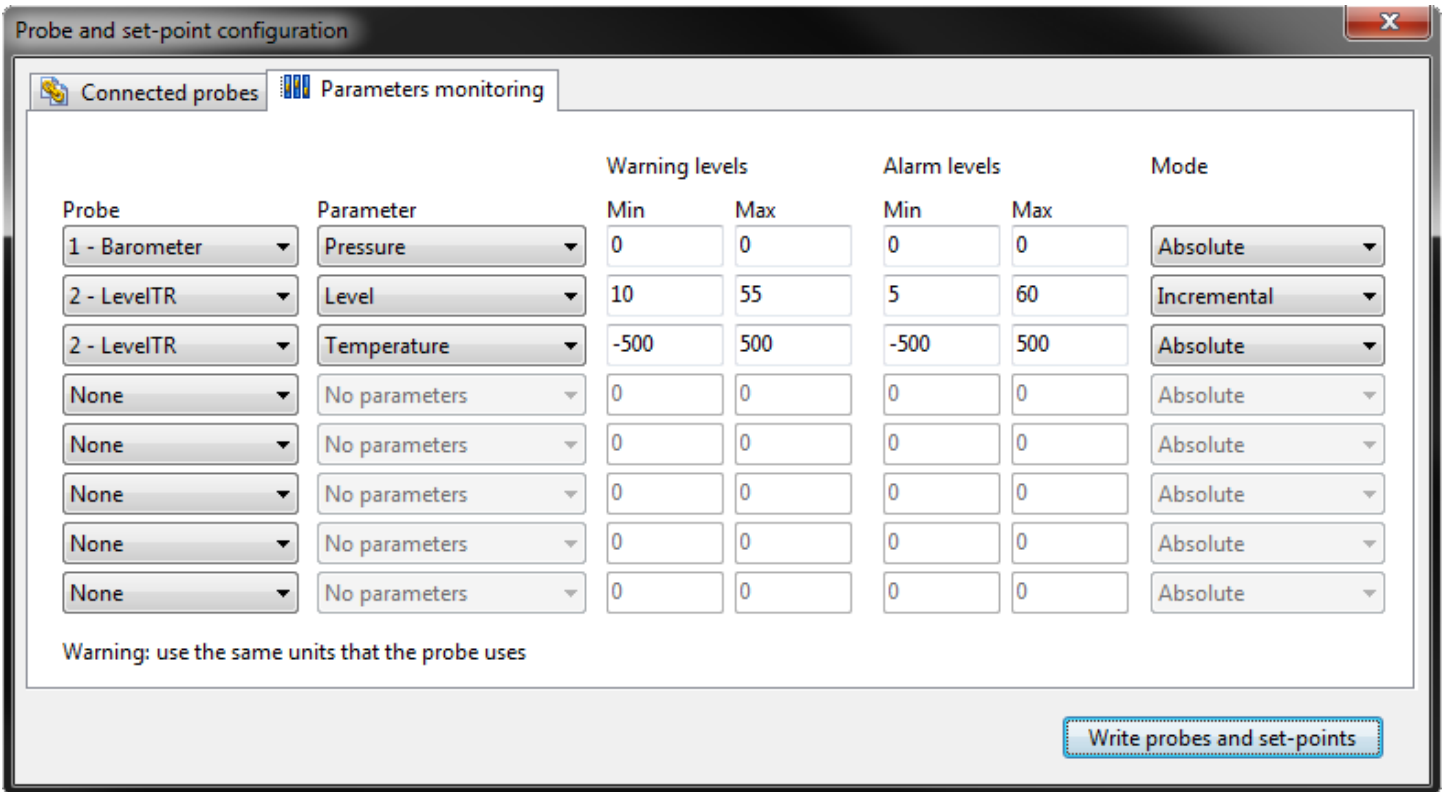 Probe and set-point configuration
x
Connected probes Parameters monitoring
Warning levels Alarm levels Mode
Probe Parameter Min Max Min Max
1 - Barometer Pressure 0 0 0 0 Absolute
2 - LevelTR Level 10 55 5 60 Incremental
2 - LevelTR Temperature -500 500 -500 500 Absolute
None No parameters 0 0 0 0 Absolute
None No parameters 0 0 0 0 Absolute
None No parameters 0 0 0 0 Absolute
None No parameters 0 0 0 0 Absolute
None No parameters 0 0 0 0 Absolute
Warning: use the same units that the probe uses
Write probes and set-points